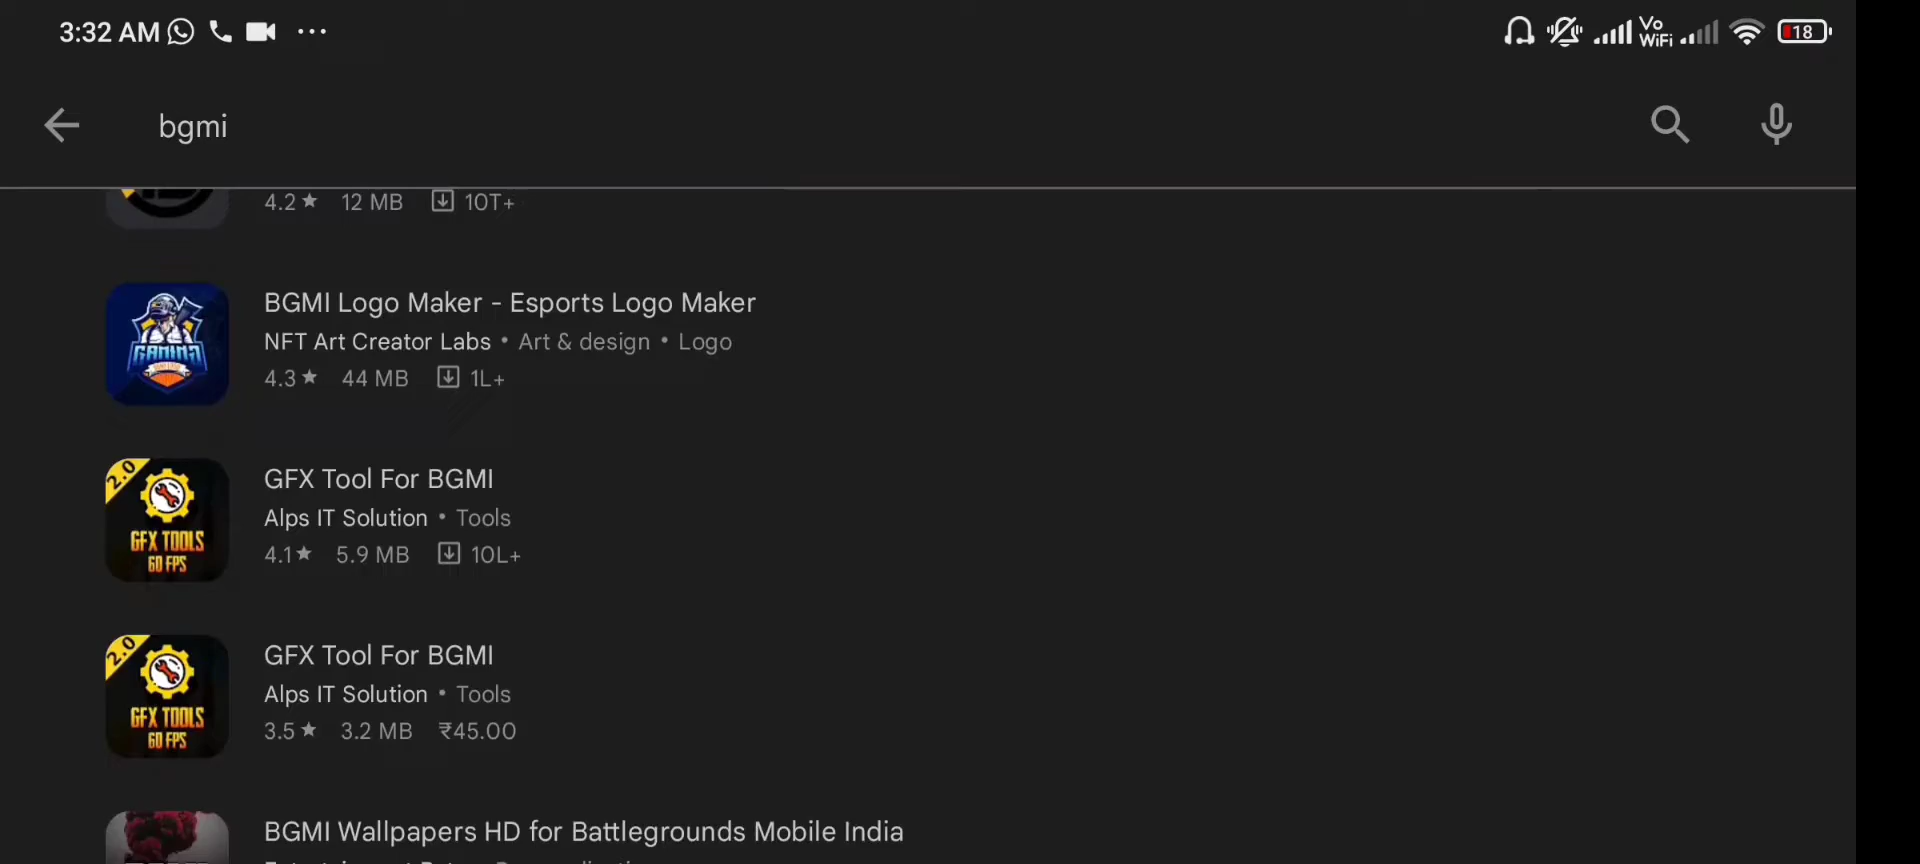 3:32 AM
Vo
WiFi
18
bgmi
4.2★ 12 MB 10T+
BGMI Logo Maker - Esports Logo Maker
NFT Art Creator Labs • Art & design • Logo
4.3★ 44 MB 1L+
GAMING
GFX Tool For BGMI
Alps IT Solution • Tools
4.1★ 5.9 MB 10L+
2.0
GFX TOOLS
60 FPS
GFX Tool For BGMI
Alps IT Solution • Tools
3.5★ 3.2 MB ₹45.00
2.0
GFX TOOLS
60 FPS
BGMI Wallpapers HD for Battlegrounds Mobile India